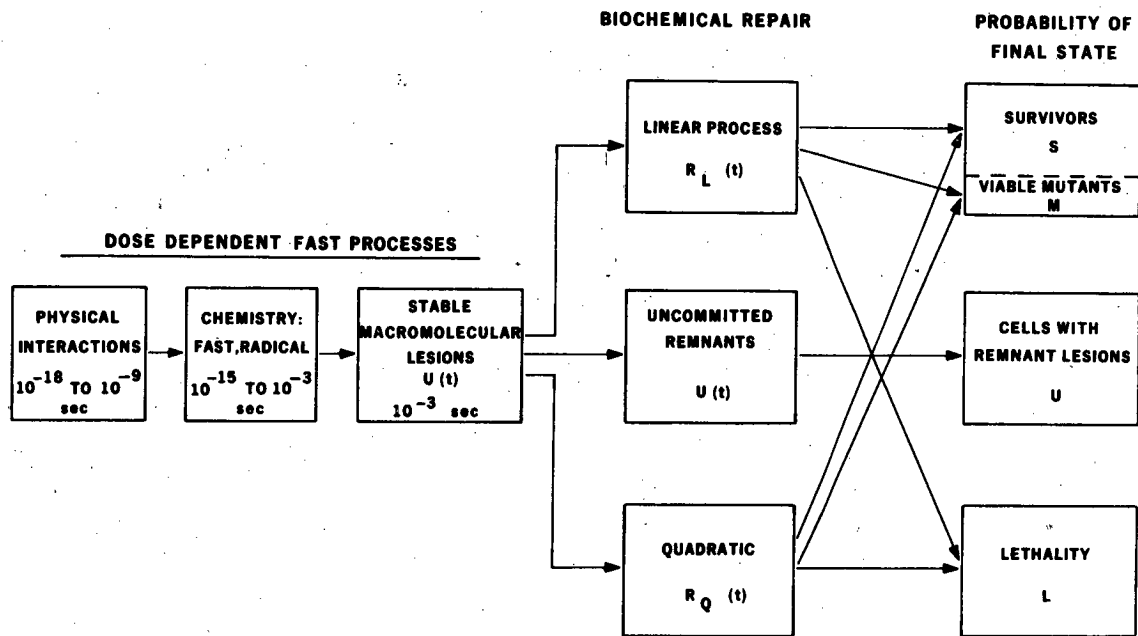 BIOCHEMICAL REPAIR
PROBABILITY OF
FINAL STATE
DOSE DEPENDENT FAST PROCESSES
PHYSICAL
INTERACTIONS
10^-18 TO 10^-9
sec
CHEMISTRY:
FAST, RADICAL
10^-15 TO 10^-3
sec
STABLE
MACROMOLECULAR
LESIONS
U (t)
10^-3 sec
LINEAR PROCESS
R_L (t)
UNCOMMITTED
REMNANTS
U (t)
QUADRATIC
R_Q (t)
SURVIVORS
S
VIABLE MUTANTS
M
CELLS WITH
REMNANT LESIONS
U
LETHALITY
L